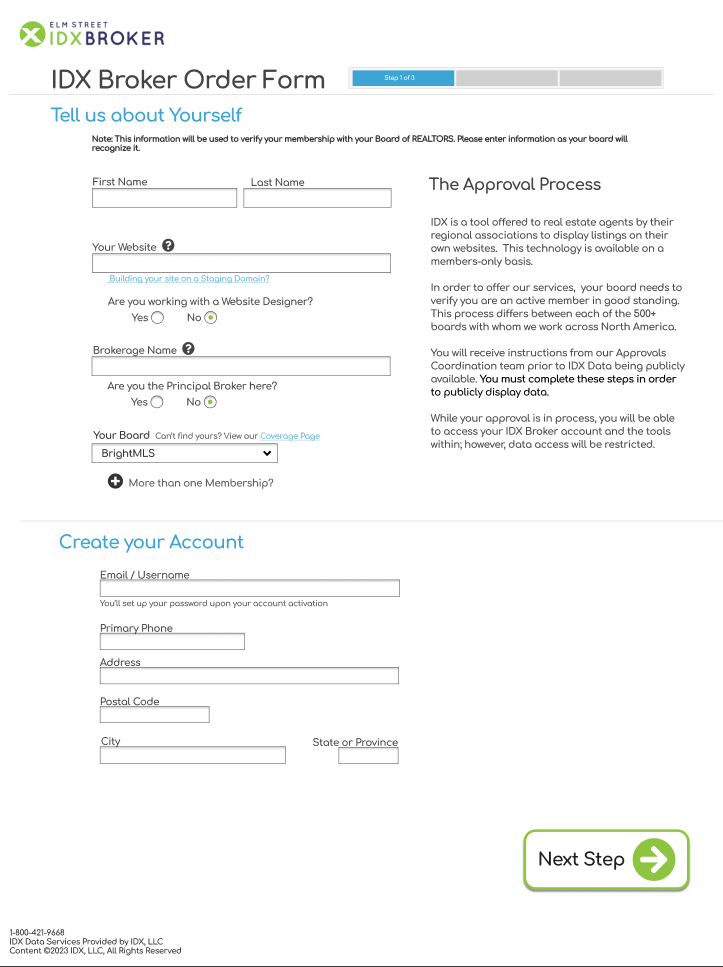 ELM STREET
IDXBROKER
IDX Broker Order Form
Step 1 of 3
Tell us about Yourself
Note: This information will be used to verify your membership with your Board of REALTORS. Please enter information as your board will
recognize it.
First Name
Last Name
Your Website ?
Building your site on a Staging Domain?
Are you working with a Website Designer?
Yes No
Brokerage Name ?
Are you the Principal Broker here?
Yes No
Your Board Can't find yours? View our Coverage Page
BrightMLS
More than one Membership?
The Approval Process
IDX is a tool offered to real estate agents by their
regional associations to display listings on their
own websites. This technology is available on a
members-only basis.
In order to offer our services, your board needs to
verify you are an active member in good standing.
This process differs between each of the 500+
boards with whom we work across North America.
You will receive instructions from our Approvals
Coordination team prior to IDX Data being publicly
available. You must complete these steps in order
to publicly display data.
While your approval is in process, you will be able
to access your IDX Broker account and the tools
within; however, data access will be restricted.
Create your Account
Email / Username
You'll set up your password upon your account activation
Primary Phone
Address
Postal Code
City
State or Province
Next Step
1-800-421-9668
IDX Data Services Provided by IDX, LLC
Content ©2023 IDX, LLC, All Rights Reserved